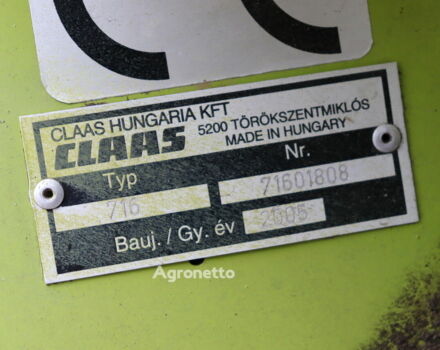 CLAAS HUNGARIA KFT
5200 TÖRÖKSZENTMIKLÓS
CLAAS
MADE IN HUNGARY
Typ
Nr.
716
71601808
Bauj. / Gy. év
2005
Agronetto